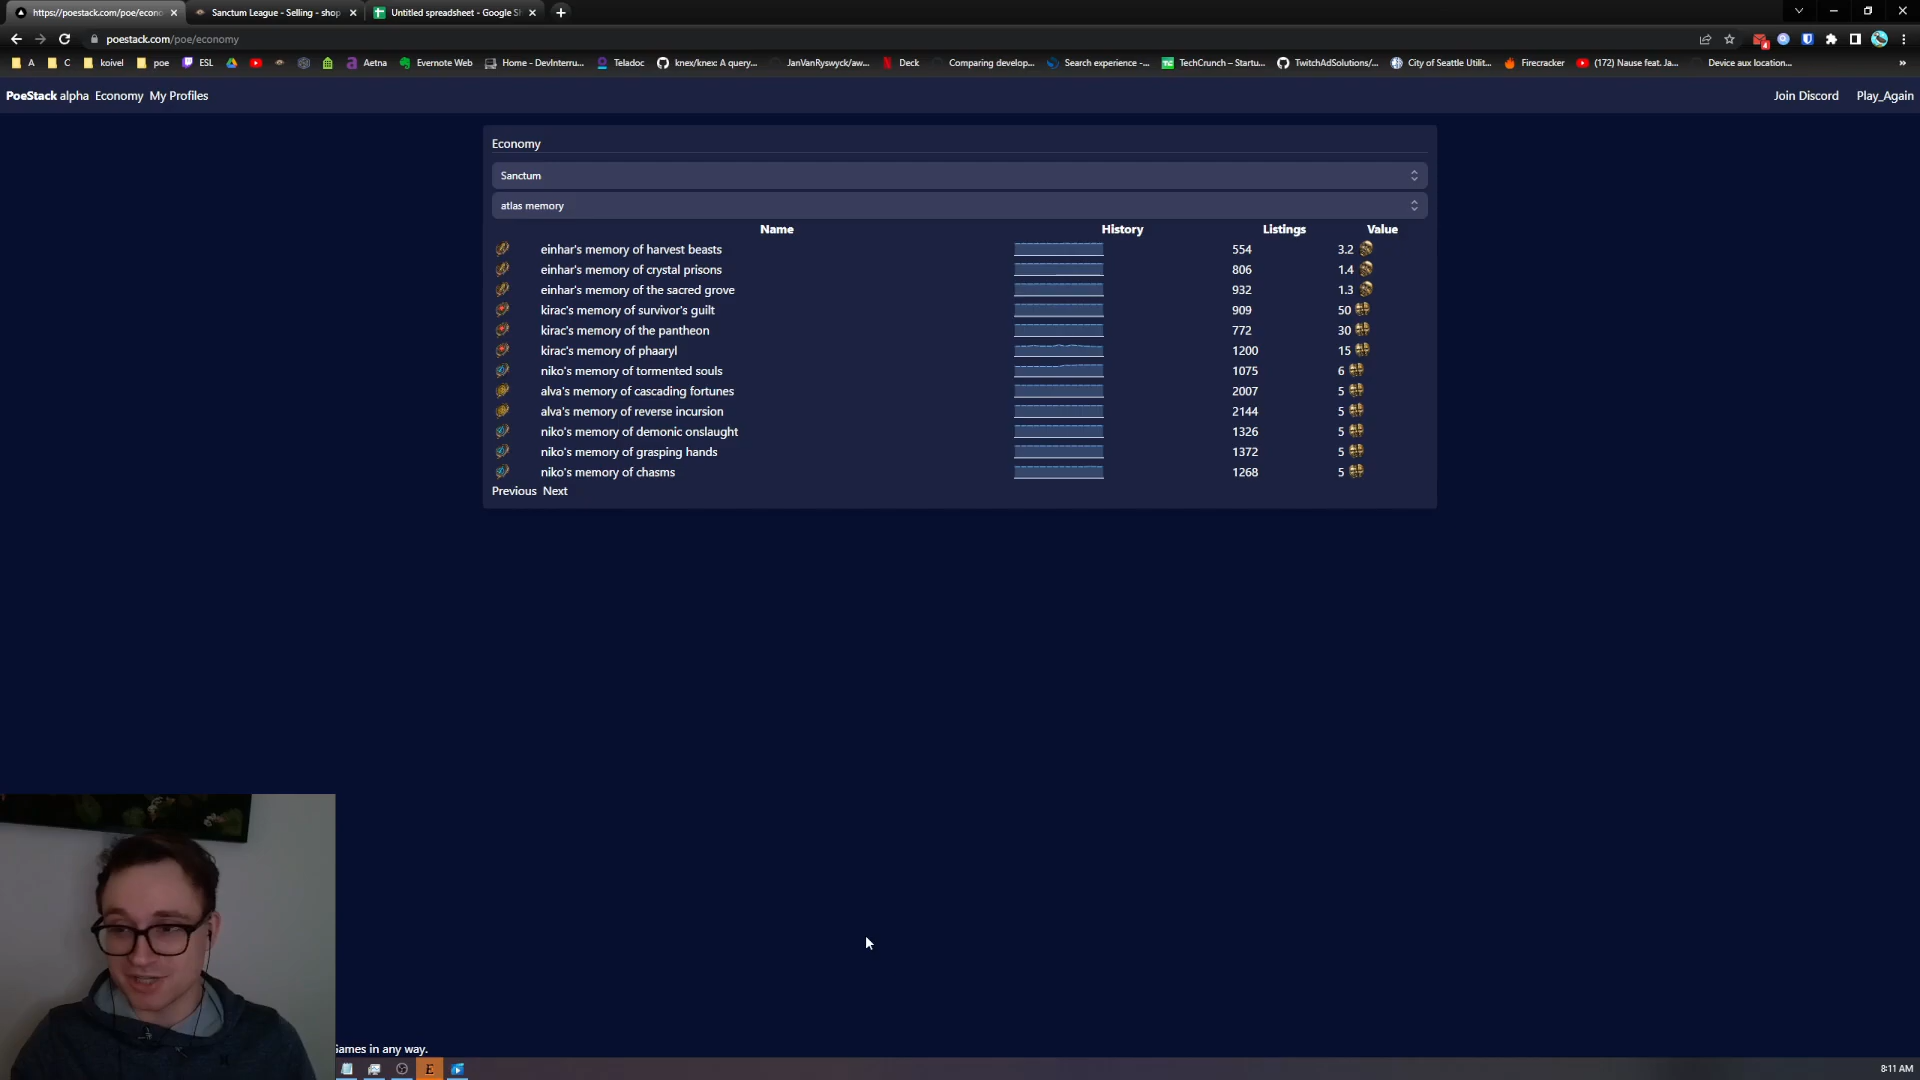 https://poestack.com/poe/econo
Sanctum League - Selling - shop
Untitled spreadsheet - Google S
poestack.com/poe/economy
A
C
koivel
poe
ESL
Aetna
Evernote Web
Home - DevInterru...
Teladoc
knex/knex: A query...
JanVanRyswyck/aw...
Deck
Comparing develop...
Search experience -...
TechCrunch – Startu...
TwitchAdSolutions/...
City of Seattle Utilit...
Firecracker
(172) Nause feat. Ja...
Device aux location...
»
PoeStack alpha Economy My Profiles
Join Discord Play_Again
Economy
Sanctum
atlas memory
Name History Listings Value
einhar's memory of harvest beasts 554 3.2
einhar's memory of crystal prisons 806 1.4
einhar's memory of the sacred grove 932 1.3
kirac's memory of survivor's guilt 909 50
kirac's memory of the pantheon 772 30
kirac's memory of phaaryl 1200 15
niko's memory of tormented souls 1075 6
alva's memory of cascading fortunes 2007 5
alva's memory of reverse incursion 2144 5
niko's memory of demonic onslaught 1326 5
niko's memory of grasping hands 1372 5
niko's memory of chasms 1268 5
Previous Next
Games in any way.
E
8:11 AM